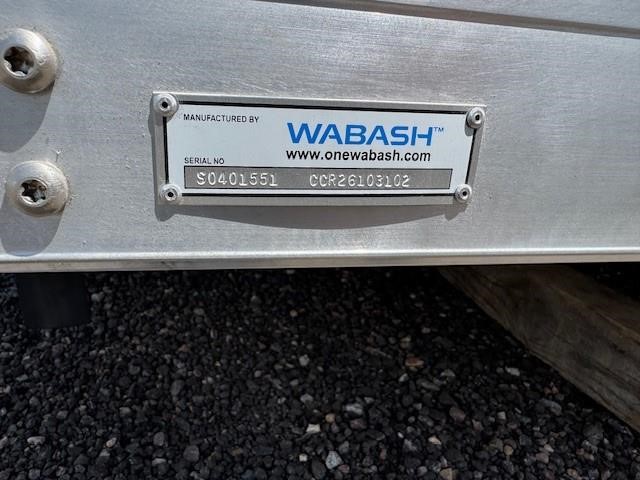 MANUFACTURED BY WABASH™
www.onewabash.com
SERIAL NO
S0401551 CCR26103102